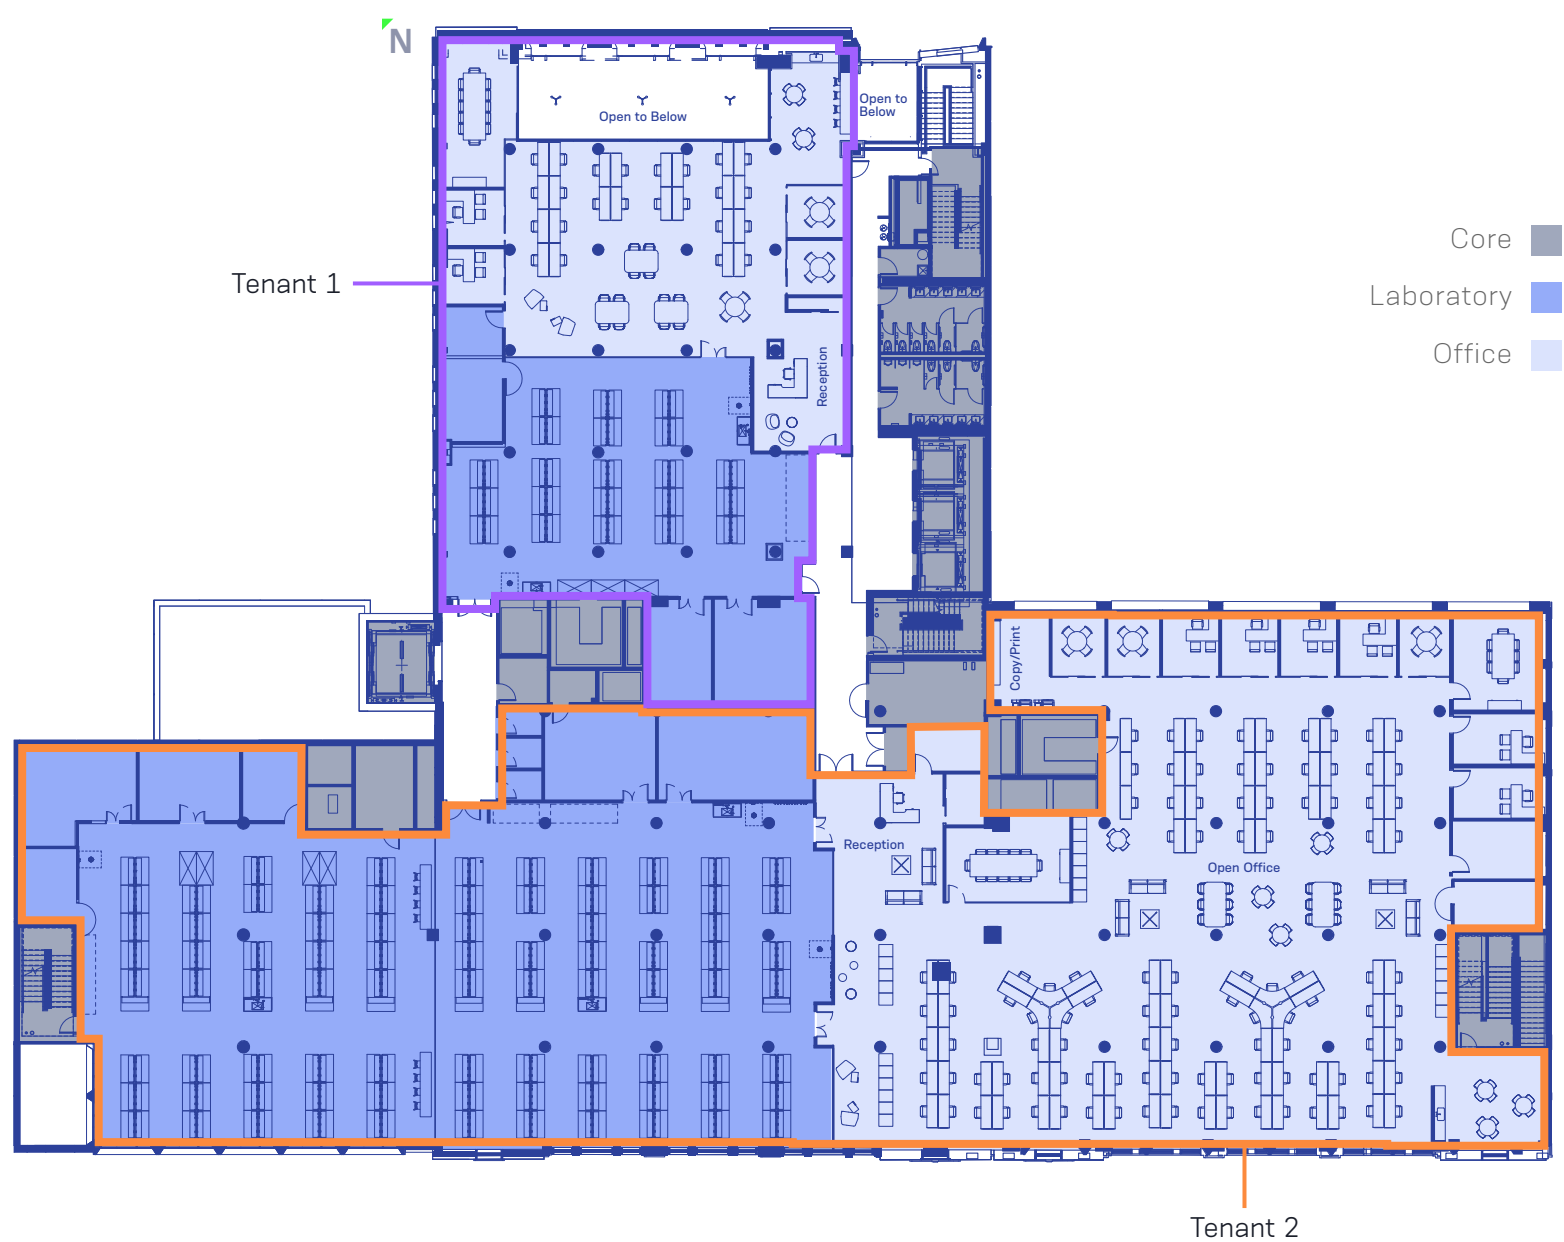 N
Open to Below
Open to
Below
Core
Tenant 1
Laboratory
Office
Reception
Copy/Print
Reception
Open Office
Tenant 2